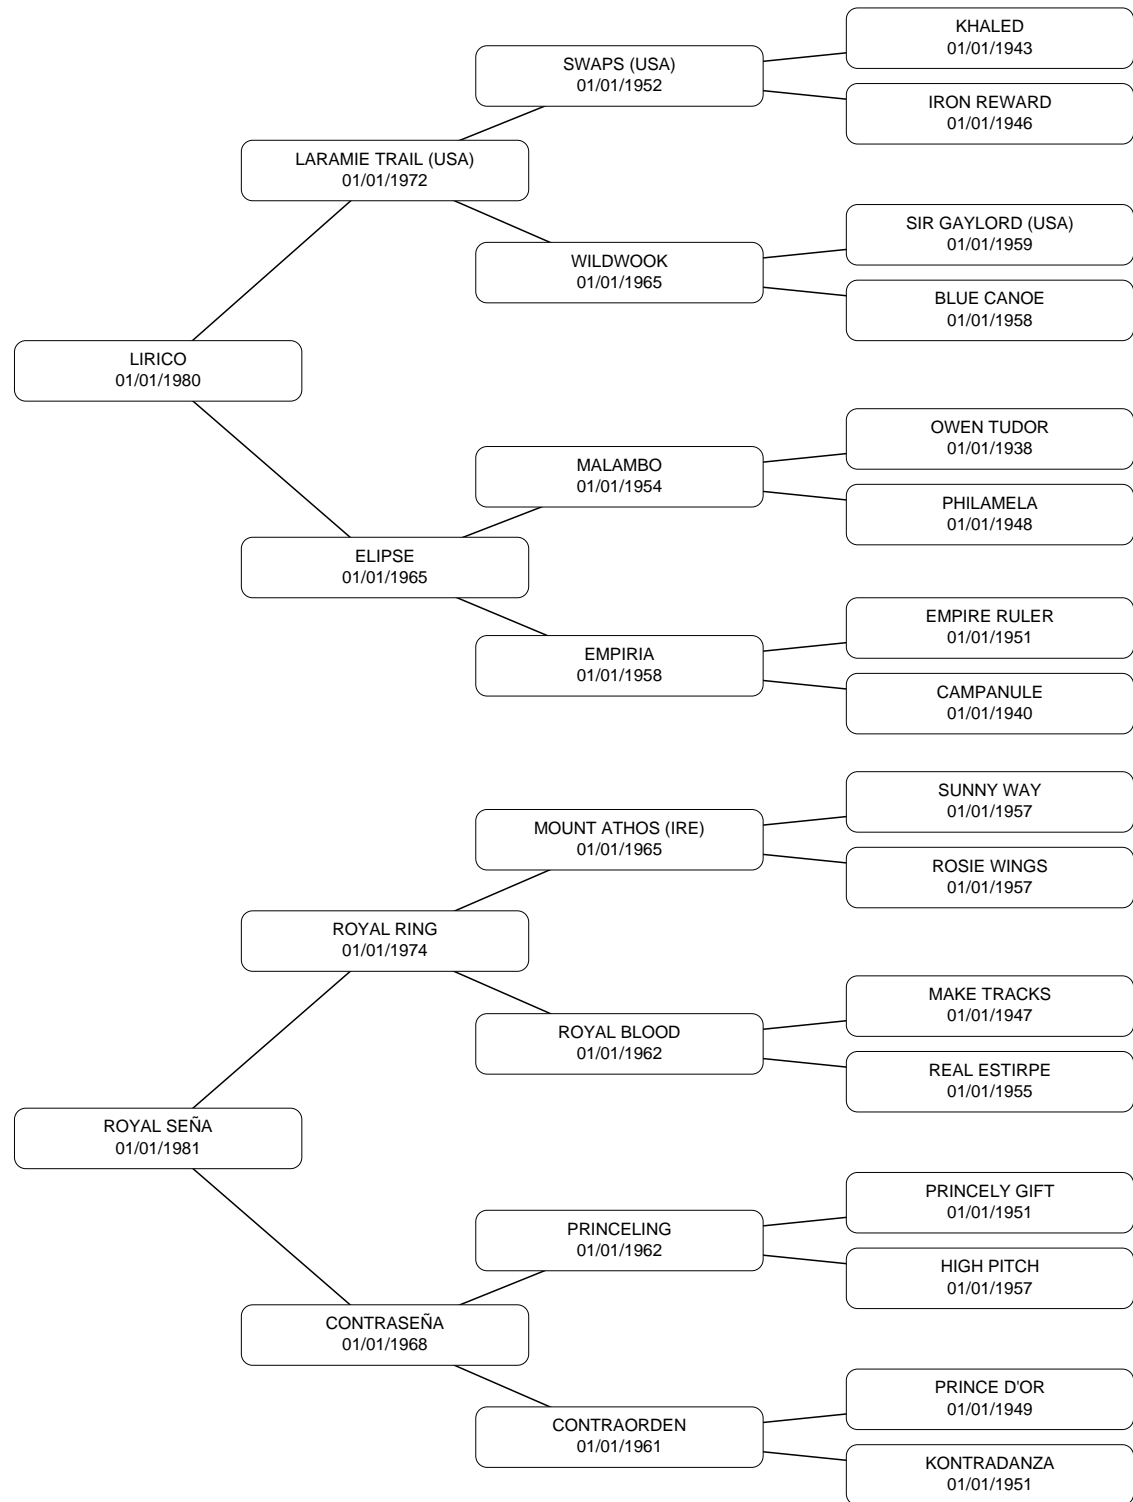 KHALED
01/01/1943
SWAPS (USA)
01/01/1952
IRON REWARD
01/01/1946
LARAMIE TRAIL (USA)
01/01/1972
SIR GAYLORD (USA)
01/01/1959
WILDWOOK
01/01/1965
BLUE CANOE
01/01/1958
LIRICO
01/01/1980
OWEN TUDOR
01/01/1938
MALAMBO
01/01/1954
PHILAMELA
01/01/1948
ELIPSE
01/01/1965
EMPIRE RULER
01/01/1951
EMPIRIA
01/01/1958
CAMPANULE
01/01/1940
SUNNY WAY
01/01/1957
MOUNT ATHOS (IRE)
01/01/1965
ROSIE WINGS
01/01/1957
ROYAL RING
01/01/1974
MAKE TRACKS
01/01/1947
ROYAL BLOOD
01/01/1962
REAL ESTIRPE
01/01/1955
ROYAL SEÑA
01/01/1981
PRINCELY GIFT
01/01/1951
PRINCELING
01/01/1962
HIGH PITCH
01/01/1957
CONTRASEÑA
01/01/1968
PRINCE D'OR
01/01/1949
CONTRAORDEN
01/01/1961
KONTRADANZA
01/01/1951